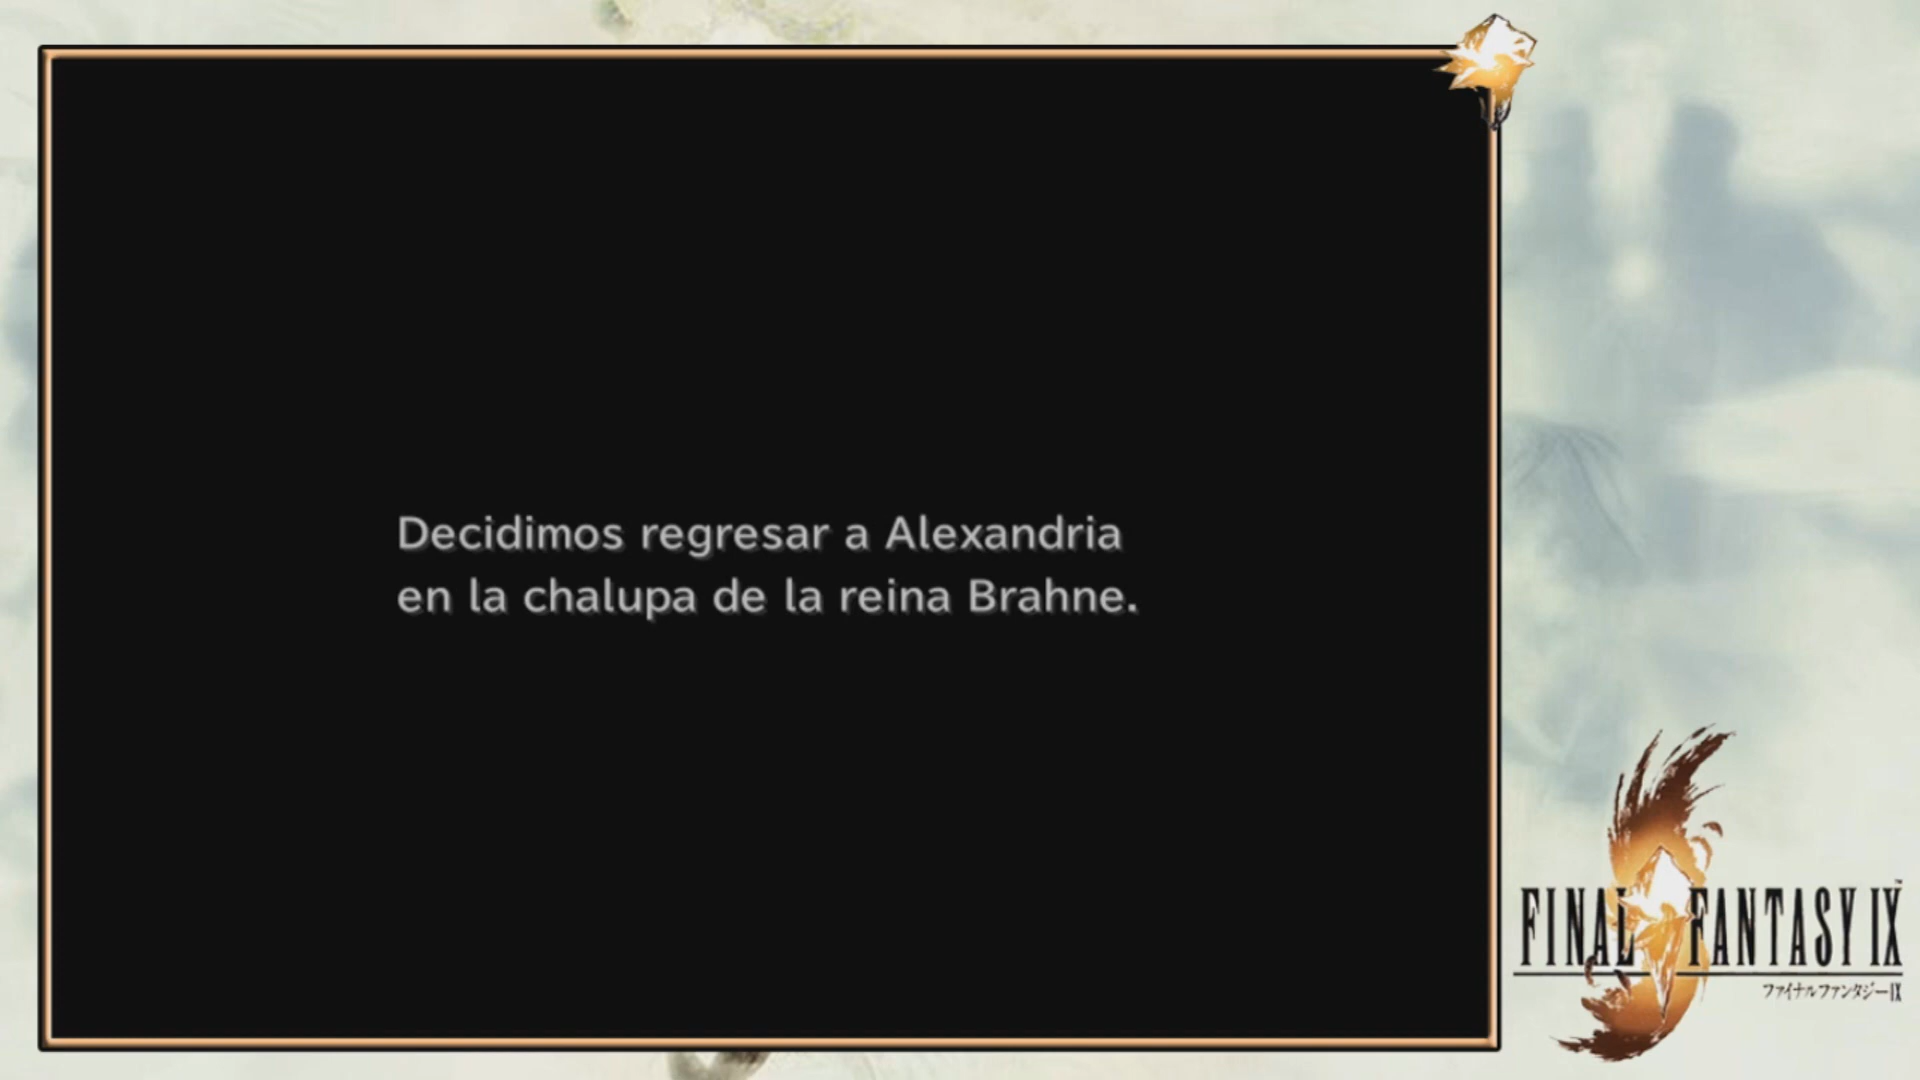 Decidimos regresar a Alexandria
en la chalupa de la reina Brahne.
FINAL FANTASY IX
ファイナルファンタジーIX